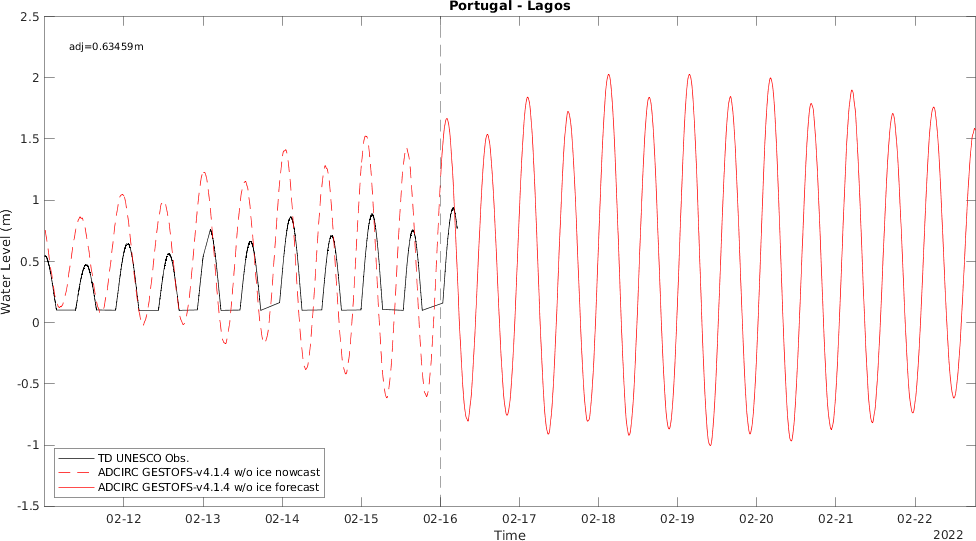 Portugal - Lagos
2.5
adj=0.63459m
2
1.5
1
0.5
0
-0.5
-1
-1.5
Water Level (m)
TD UNESCO Obs.
ADCIRC GESTOFS-v4.1.4 w/o ice nowcast
ADCIRC GESTOFS-v4.1.4 w/o ice forecast
02-12 02-13 02-14 02-15 02-16 02-17 02-18 02-19 02-20 02-21 02-22
Time
2022